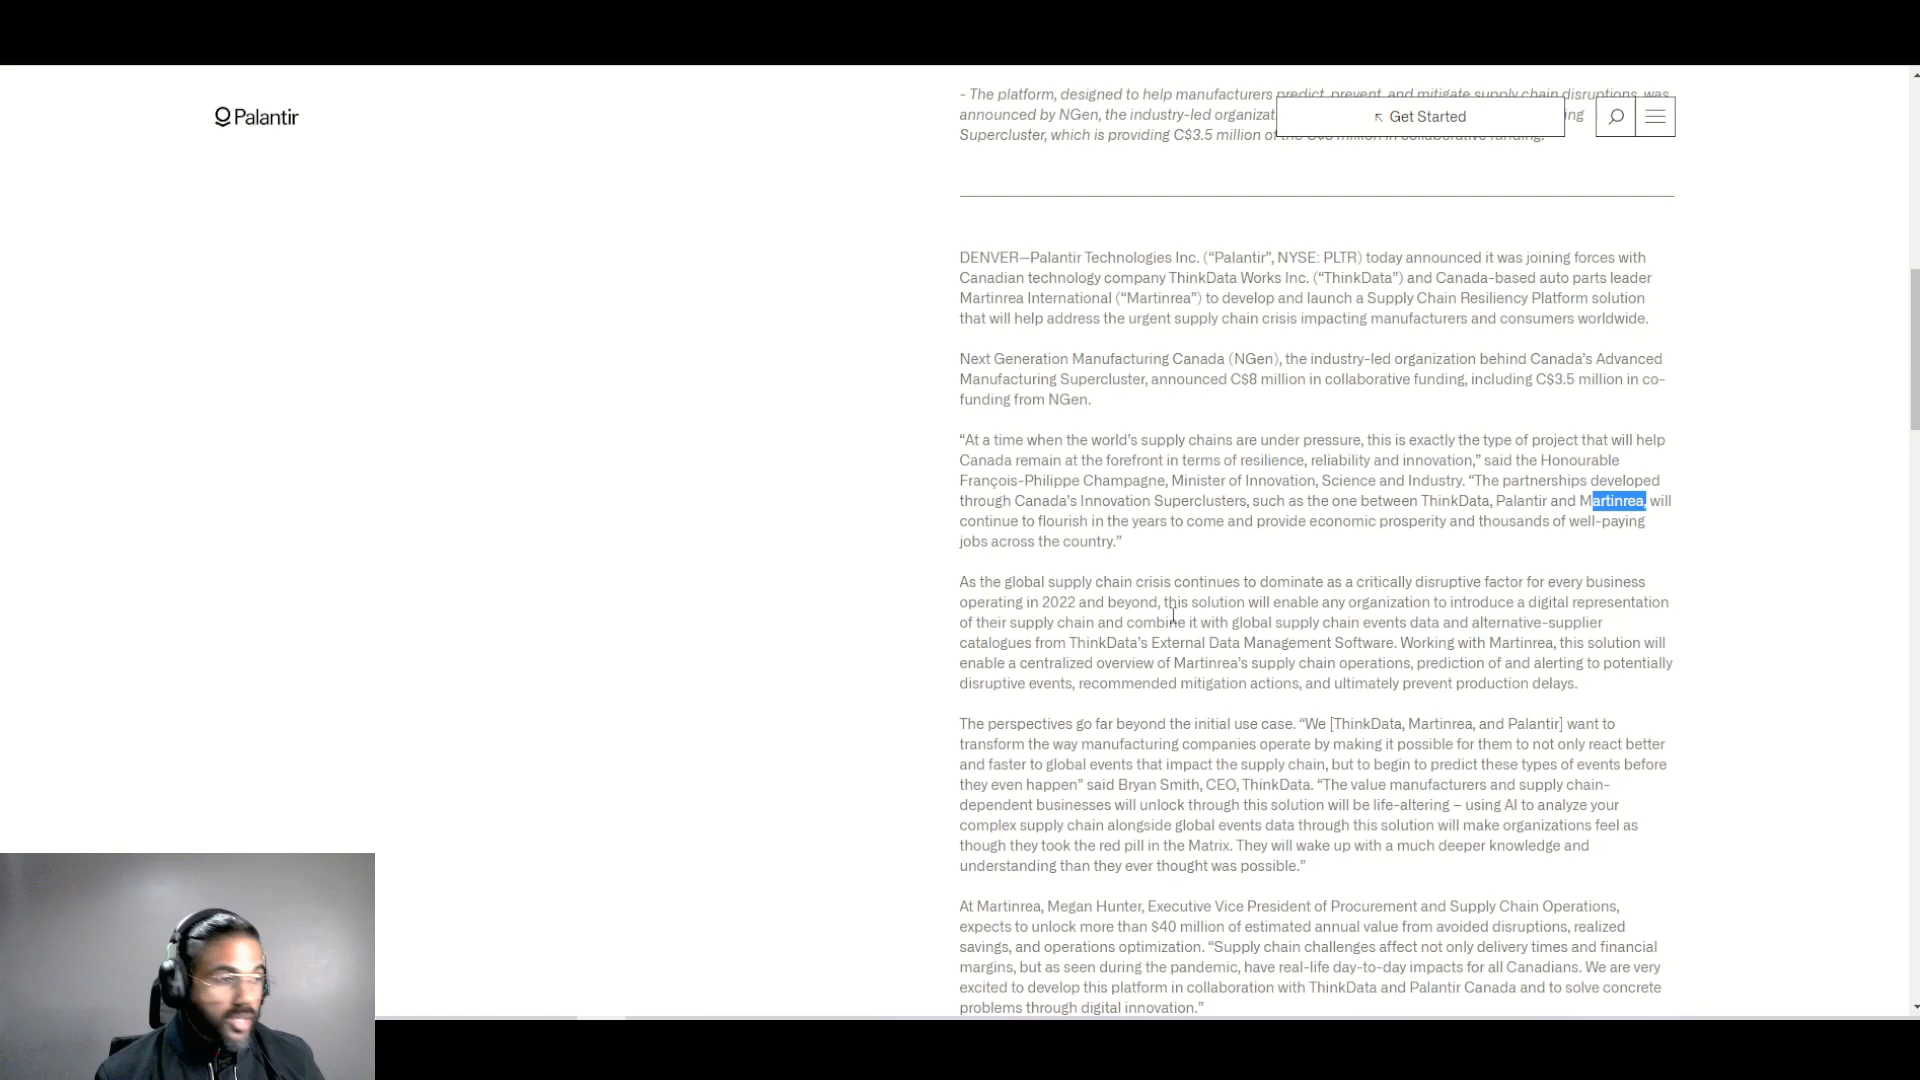 - The platform, designed to help manufacturers predict, prevent, and mitigate supply chain disruptions, was
announced by NGen, the industry-led organizat ing
Supercluster, which is providing C$3.5 million of the C$8 million in collaborative funding.
Palantir
Get Started
DENVER—Palantir Technologies Inc. (“Palantir”, NYSE: PLTR) today announced it was joining forces with
Canadian technology company ThinkData Works Inc. (“ThinkData”) and Canada-based auto parts leader
Martinrea International (“Martinrea”) to develop and launch a Supply Chain Resiliency Platform solution
that will help address the urgent supply chain crisis impacting manufacturers and consumers worldwide.
Next Generation Manufacturing Canada (NGen), the industry-led organization behind Canada’s Advanced
Manufacturing Supercluster, announced C$8 million in collaborative funding, including C$3.5 million in co-
funding from NGen.
“At a time when the world’s supply chains are under pressure, this is exactly the type of project that will help
Canada remain at the forefront in terms of resilience, reliability and innovation,” said the Honourable
François-Philippe Champagne, Minister of Innovation, Science and Industry. “The partnerships developed
through Canada’s Innovation Superclusters, such as the one between ThinkData, Palantir and Martinrea, will
continue to flourish in the years to come and provide economic prosperity and thousands of well-paying
jobs across the country.”
As the global supply chain crisis continues to dominate as a critically disruptive factor for every business
operating in 2022 and beyond, this solution will enable any organization to introduce a digital representation
of their supply chain and combine it with global supply chain events data and alternative-supplier
catalogues from ThinkData’s External Data Management Software. Working with Martinrea, this solution will
enable a centralized overview of Martinrea’s supply chain operations, prediction of and alerting to potentially
disruptive events, recommended mitigation actions, and ultimately prevent production delays.
The perspectives go far beyond the initial use case. “We [ThinkData, Martinrea, and Palantir] want to
transform the way manufacturing companies operate by making it possible for them to not only react better
and faster to global events that impact the supply chain, but to begin to predict these types of events before
they even happen” said Bryan Smith, CEO, ThinkData. “The value manufacturers and supply chain-
dependent businesses will unlock through this solution will be life-altering – using AI to analyze your
complex supply chain alongside global events data through this solution will make organizations feel as
though they took the red pill in the Matrix. They will wake up with a much deeper knowledge and
understanding than they ever thought was possible.”
At Martinrea, Megan Hunter, Executive Vice President of Procurement and Supply Chain Operations,
expects to unlock more than $40 million of estimated annual value from avoided disruptions, realized
savings, and operations optimization. “Supply chain challenges affect not only delivery times and financial
margins, but as seen during the pandemic, have real-life day-to-day impacts for all Canadians. We are very
excited to develop this platform in collaboration with ThinkData and Palantir Canada and to solve concrete
problems through digital innovation.”